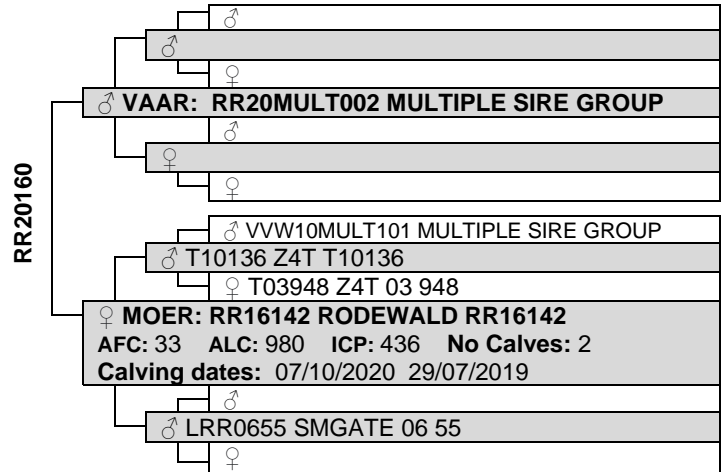 ♂
♂
♀
♂ VAAR: RR20MULT002 MULTIPLE SIRE GROUP
♂
♀
♀
RR20160
♂ VVW10MULT101 MULTIPLE SIRE GROUP
♂ T10136 Z4T T10136
♀ T03948 Z4T 03 948
♀ MOER: RR16142 RODEWALD RR16142
AFC: 33 ALC: 980 ICP: 436 No Calves: 2
Calving dates: 07/10/2020 29/07/2019
♂
♂ LRR0655 SMGATE 06 55
♀